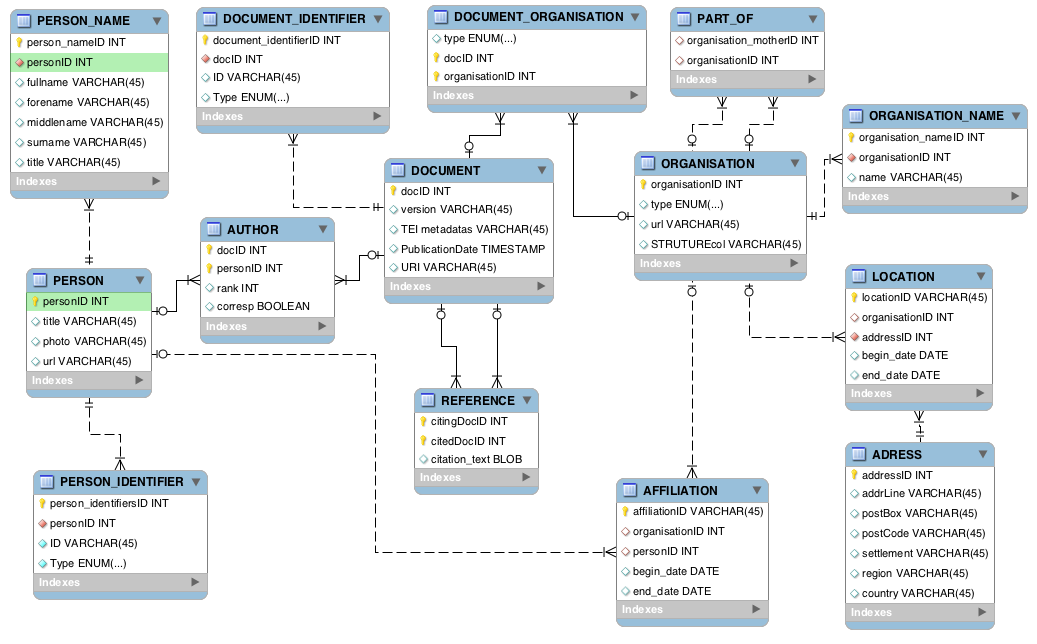 PERSON_NAME
person_nameID INT
personID INT
fullname VARCHAR(45)
forename VARCHAR(45)
middlename VARCHAR(45)
surname VARCHAR(45)
title VARCHAR(45)
Indexes
DOCUMENT_IDENTIFIER
document_identifierID INT
docID INT
ID VARCHAR(45)
Type ENUM(...)
Indexes
DOCUMENT_ORGANISATION
type ENUM(...)
docID INT
organisationID INT
Indexes
PART_OF
organisation_motherID INT
organisationID INT
Indexes
ORGANISATION_NAME
organisation_nameID INT
organisationID INT
name VARCHAR(45)
Indexes
DOCUMENT
docID INT
version VARCHAR(45)
TEI metadatas VARCHAR(45)
PublicationDate TIMESTAMP
URI VARCHAR(45)
Indexes
ORGANISATION
organisationID INT
type ENUM(...)
url VARCHAR(45)
STRUTUREcol VARCHAR(45)
Indexes
AUTHOR
docID INT
personID INT
rank INT
corresp BOOLEAN
Indexes
PERSON
personID INT
title VARCHAR(45)
photo VARCHAR(45)
url VARCHAR(45)
Indexes
LOCATION
locationID VARCHAR(45)
organisationID INT
addressID INT
begin_date DATE
end_date DATE
Indexes
REFERENCE
citingDocID INT
citedDocID INT
citation_text BLOB
Indexes
PERSON_IDENTIFIER
person_identifiersID INT
personID INT
ID VARCHAR(45)
Type ENUM(...)
Indexes
AFFILIATION
affiliationID VARCHAR(45)
organisationID INT
personID INT
begin_date DATE
end_date DATE
Indexes
ADRESS
addressID INT
addrLine VARCHAR(45)
postBox VARCHAR(45)
postCode VARCHAR(45)
settlement VARCHAR(45)
region VARCHAR(45)
country VARCHAR(45)
Indexes